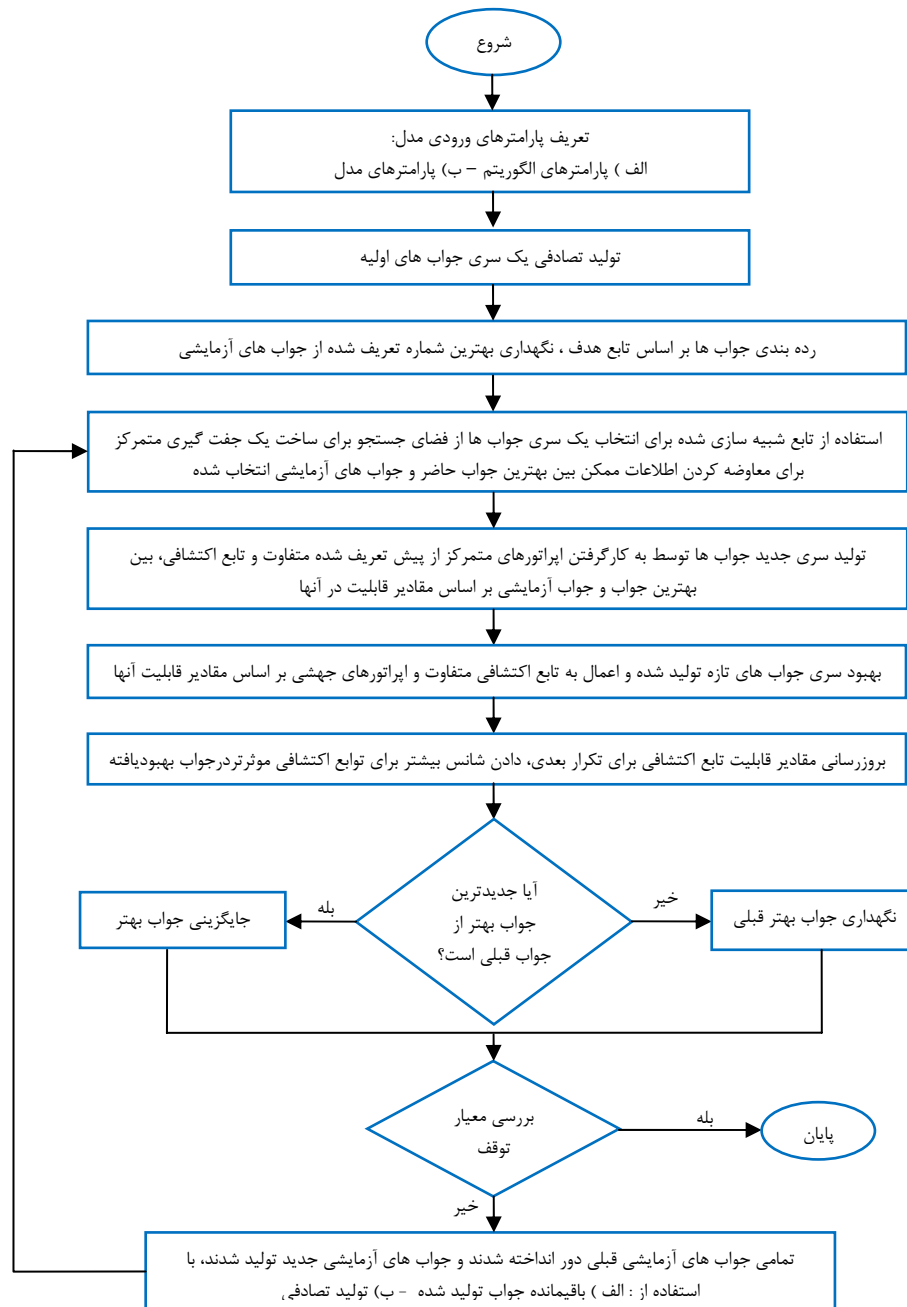 شروع
تعریف پارامترهای ورودی مدل:
الف ) پارامترهای الگوریتم – ب) پارامترهای مدل
تولید تصادفی یک سری جواب های اولیه
رده بندی جواب ها بر اساس تابع هدف ، نگهداری بهترین شماره تعریف شده از جواب های آزمایشی
استفاده از تابع شبیه سازی شده برای انتخاب یک سری جواب ها از فضای جستجو برای ساخت یک جفت گیری متمرکز
برای معاوضه کردن اطلاعات ممکن بین بهترین جواب حاضر و جواب های آزمایشی انتخاب شده
تولید سری جدید جواب ها توسط به کارگرفتن اپراتورهای متمرکز از پیش تعریف شده متفاوت و تابع اکتشافی، بین
بهترین جواب و جواب آزمایشی بر اساس مقادیر قابلیت در آنها
بهبود سری جواب های تازه تولید شده و اعمال به تابع اکتشافی متفاوت و اپراتورهای جهشی بر اساس مقادیر قابلیت آنها
بروزرسانی مقادیر قابلیت تابع اکتشافی برای تکرار بعدی، دادن شانس بیشتر برای توابع اکتشافی موثرتردرجواب بهبودیافته
آیا جدیدترین
جواب بهتر از
جواب قبلی است؟
خیر
نگهداری جواب بهتر قبلی
بله
جایگزینی جواب بهتر
بررسی معیار
توقف
بله
پایان
خیر
تمامی جواب های آزمایشی قبلی دور انداخته شدند و جواب های آزمایشی جدید تولید شدند، با
استفاده از : الف ) باقیمانده جواب تولید شده - ب) تولید تصادفی